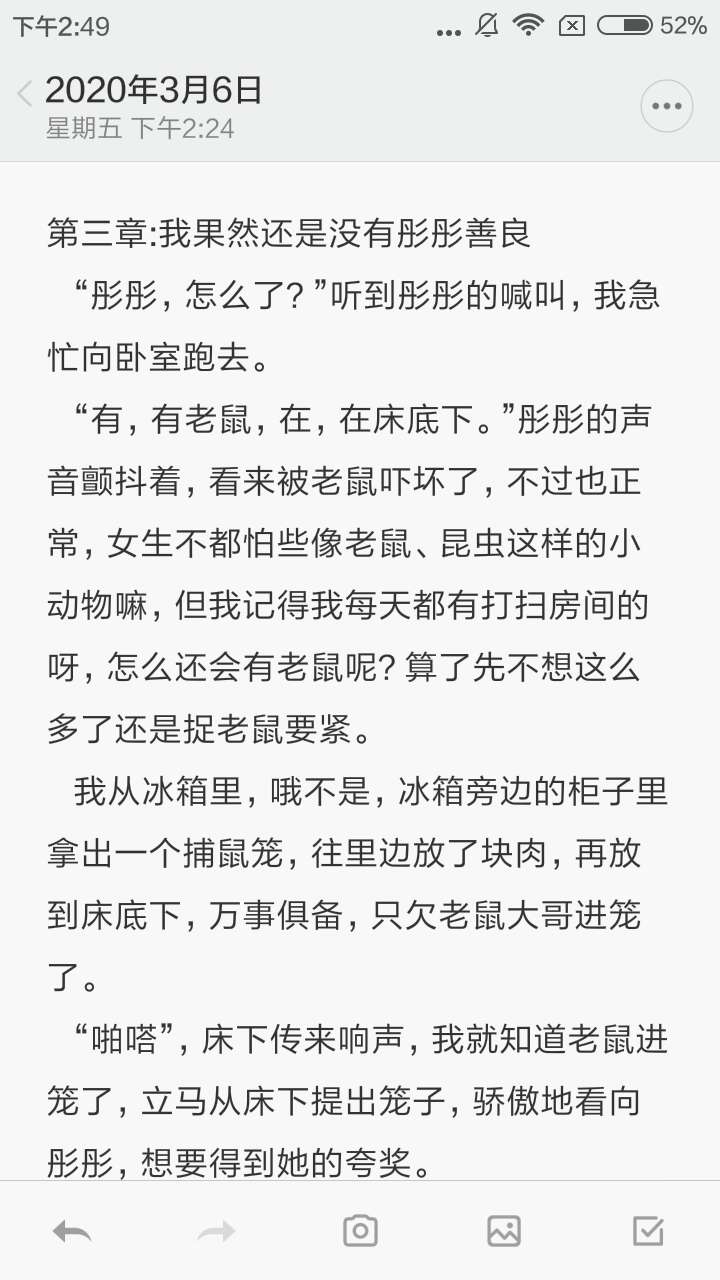 下午2:49
52%
2020年3月6日
星期五 下午2:24
第三章:我果然还是没有彤彤善良
“彤彤，怎么了？”听到彤彤的喊叫，我急
忙向卧室跑去。
“有，有老鼠，在，在床底下。”彤彤的声
音颤抖着，看来被老鼠吓坏了，不过也正
常，女生不都怕些像老鼠、昆虫这样的小
动物嘛，但我记得我每天都有打扫房间的
呀，怎么还会有老鼠呢？算了先不想这么
多了还是捉老鼠要紧。
我从冰箱里，哦不是，冰箱旁边的柜子里
拿出一个捕鼠笼，往里边放了块肉，再放
到床底下，万事俱备，只欠老鼠大哥进笼
了。
“啪嗒”，床下传来响声，我就知道老鼠进
笼了，立马从床下提出笼子，骄傲地看向
彤彤，想要得到她的夸奖。